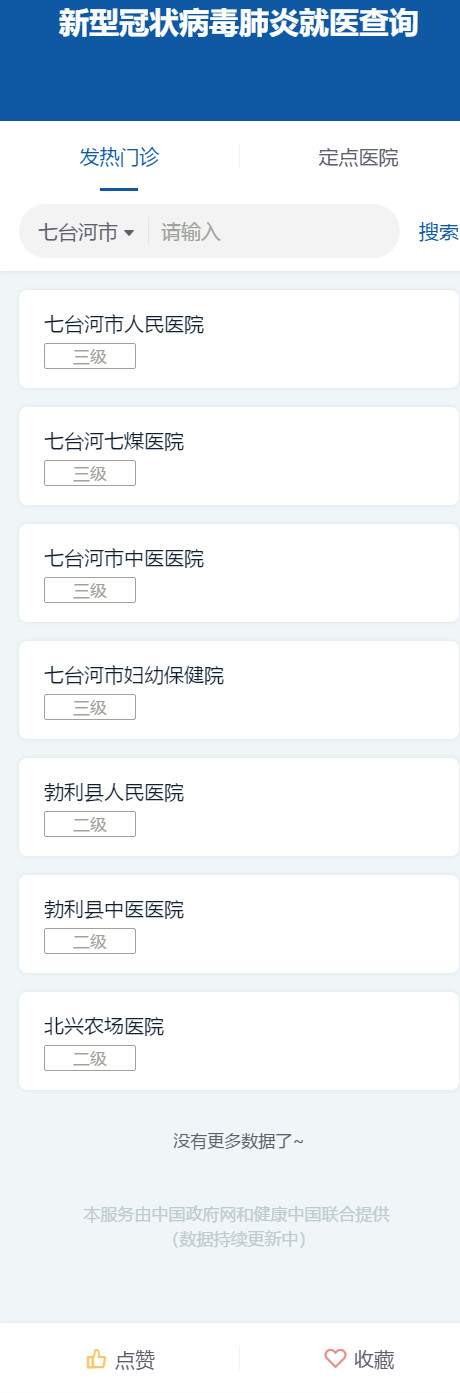 新型冠状病毒肺炎就医查询
发热门诊 定点医院
七台河市 请输入 搜索
七台河市人民医院
三级
七台河七煤医院
三级
七台河市中医医院
三级
七台河市妇幼保健院
三级
勃利县人民医院
二级
勃利县中医医院
二级
北兴农场医院
二级
没有更多数据了~
本服务由中国政府网和健康中国联合提供
（数据持续更新中）
点赞 收藏